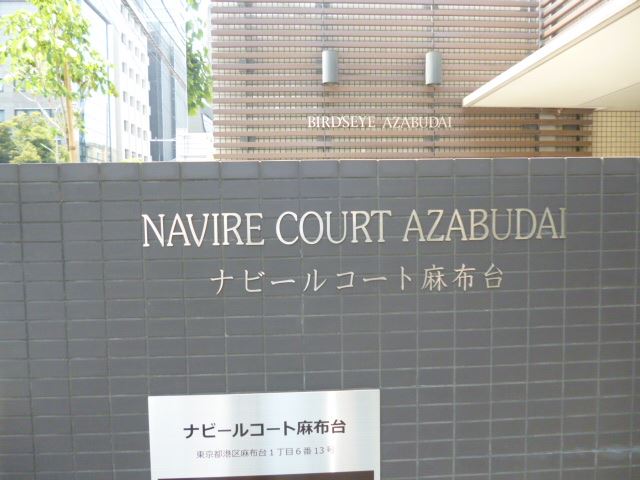 BIRDSEYE AZABUDAI
NAVIRE COURT AZABUDAI
ナビールコート麻布台
ナビールコート麻布台
東京都港区麻布台1丁目6番13号